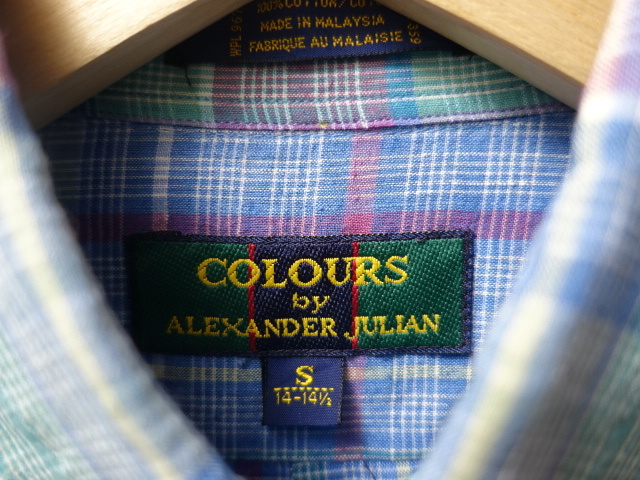 100% COTTON/COT
MADE IN MALAYSIA
FABRIQUE AU MALAISIE
COLOURS
by
ALEXANDER JULIAN
S
14-14½